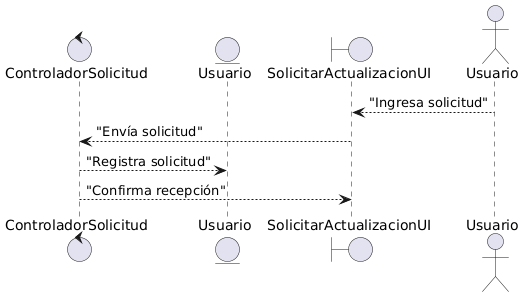 ControladorSolicitud Usuario SolicitarActualizacionUI Usuario
"Ingresa solicitud"
"Envía solicitud"
"Registra solicitud"
"Confirma recepción"
ControladorSolicitud Usuario SolicitarActualizacionUI Usuario